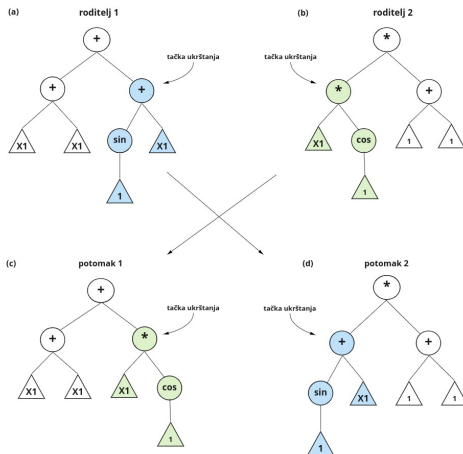 (a) roditelj 1 (b) roditelj 2
+ *
tačka ukrštanja tačka ukrštanja
+ + * +
X1 X1 sin X1 X1 cos 1 1
1 1
(c) potomak 1 (d) potomak 2
+ *
tačka ukrštanja tačka ukrštanja
+ * + +
X1 X1 X1 cos sin X1 1 1
1 1